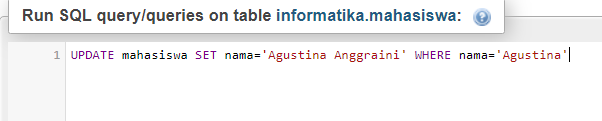 Run SQL query/queries on table informatika.mahasiswa:
1 UPDATE mahasiswa SET nama='Agustina Anggraini' WHERE nama='Agustina'